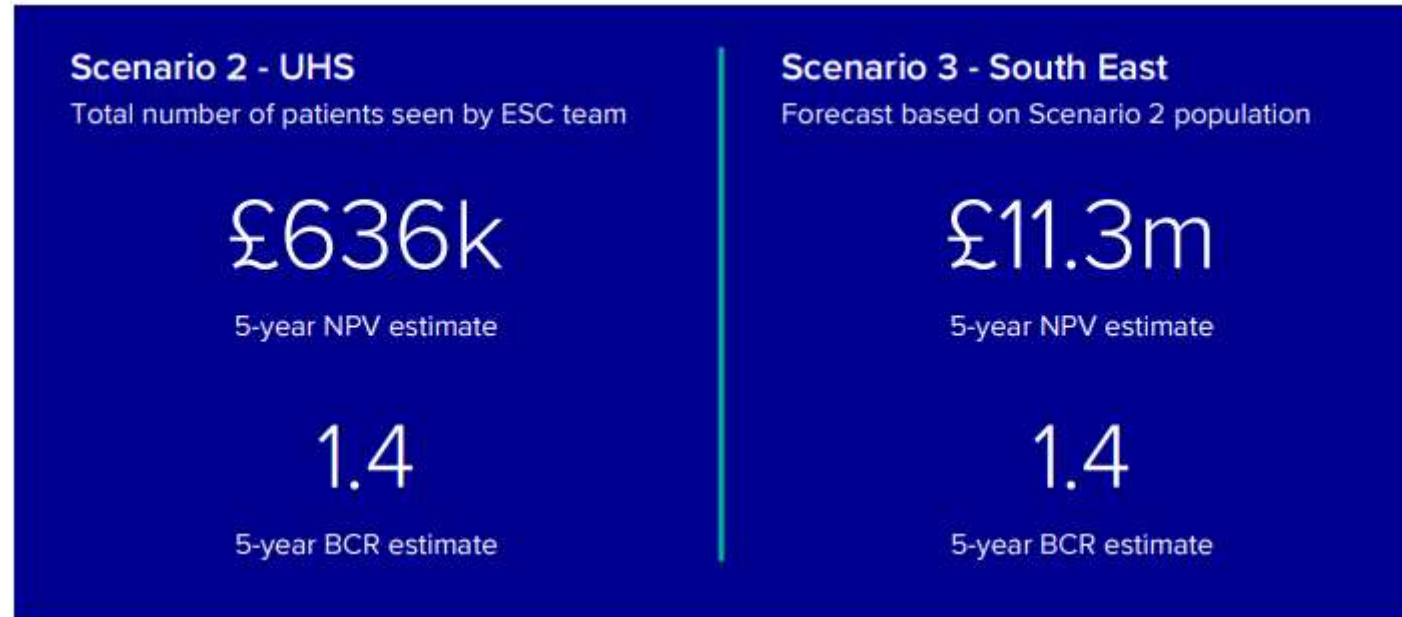 Scenario 2 - UHS
Total number of patients seen by ESC team
£636k
5-year NPV estimate
1.4
5-year BCR estimate
Scenario 3 - South East
Forecast based on Scenario 2 population
£11.3m
5-year NPV estimate
1.4
5-year BCR estimate